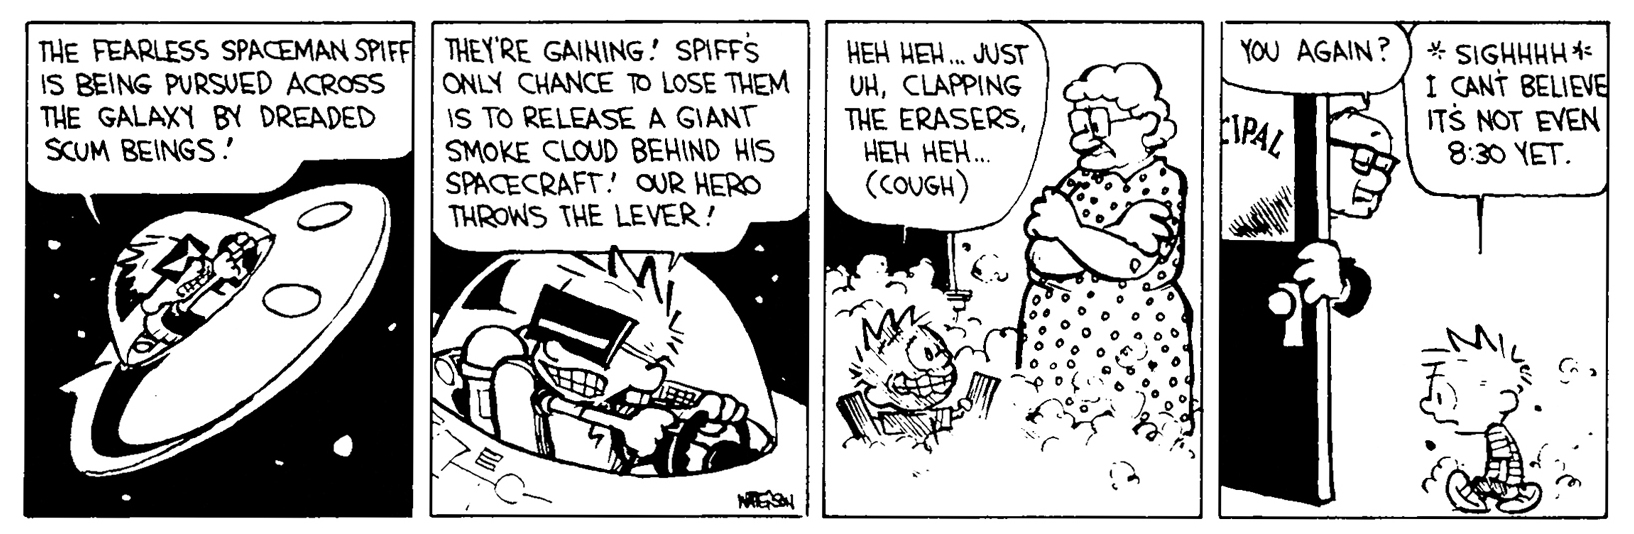 THE FEARLESS SPACEMAN SPIFF
IS BEING PURSUED ACROSS
THE GALAXY BY DREADED
SCUM BEINGS!
THEY'RE GAINING! SPIFF'S
ONLY CHANCE TO LOSE THEM
IS TO RELEASE A GIANT
SMOKE CLOUD BEHIND HIS
SPACECRAFT! OUR HERO
THROWS THE LEVER!
WATTERSON
HEH HEH... JUST
UH, CLAPPING
THE ERASERS,
HEH HEH...
(COUGH)
YOU AGAIN?
CIPAL
*SIGHHHH*
I CAN'T BELIEVE
IT'S NOT EVEN
8:30 YET.